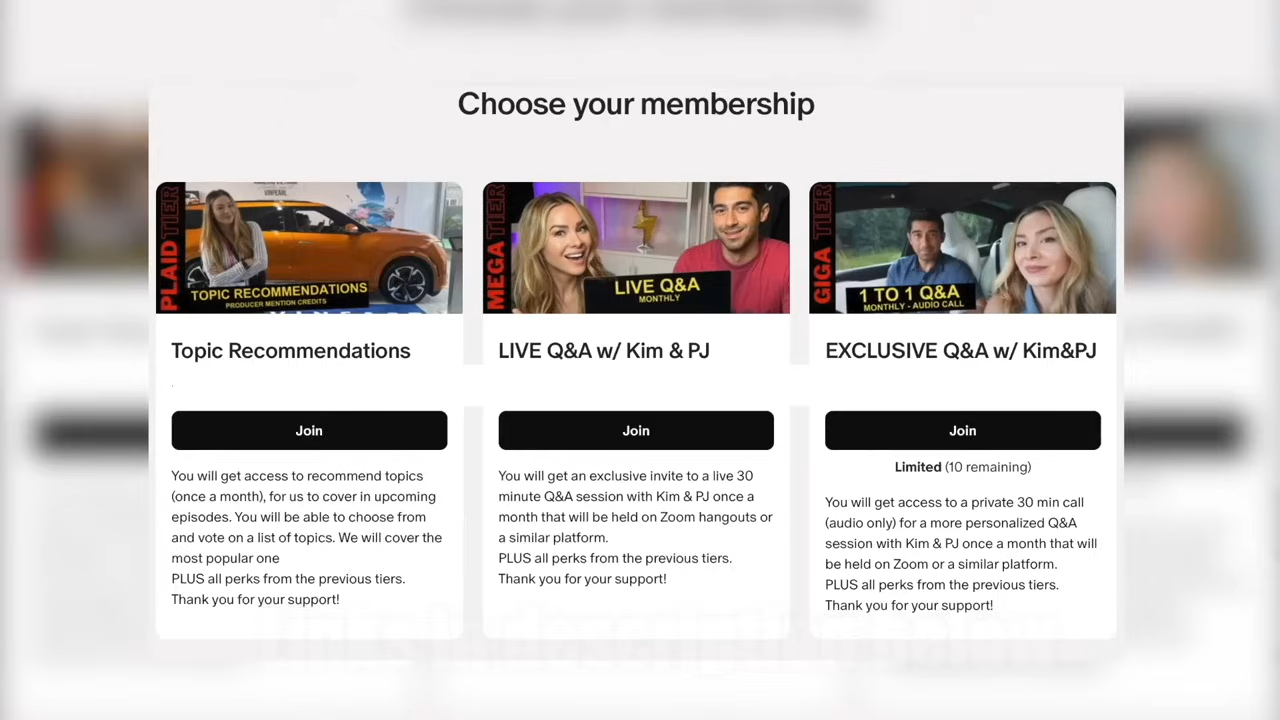 Choose your membership
PLAID TIER
VINPEARL
TOPIC RECOMMENDATIONS
PRODUCER MENTION CREDITS
Topic Recommendations
Join
You will get access to recommend topics
(once a month), for us to cover in upcoming
episodes. You will be able to choose from
and vote on a list of topics. We will cover the
most popular one
PLUS all perks from the previous tiers.
Thank you for your support!
MEGA TIER
LIVE Q&A
MONTHLY
LIVE Q&A w/ Kim & PJ
Join
You will get an exclusive invite to a live 30
minute Q&A session with Kim & PJ once a
month that will be held on Zoom hangouts or
a similar platform.
PLUS all perks from the previous tiers.
Thank you for your support!
GIGA TIER
1 TO 1 Q&A
MONTHLY - AUDIO CALL
EXCLUSIVE Q&A w/ Kim&PJ
Join
Limited (10 remaining)
You will get access to a private 30 min call
(audio only) for a more personalized Q&A
session with Kim & PJ once a month that will
be held on Zoom or a similar platform.
PLUS all perks from the previous tiers.
Thank you for your support!